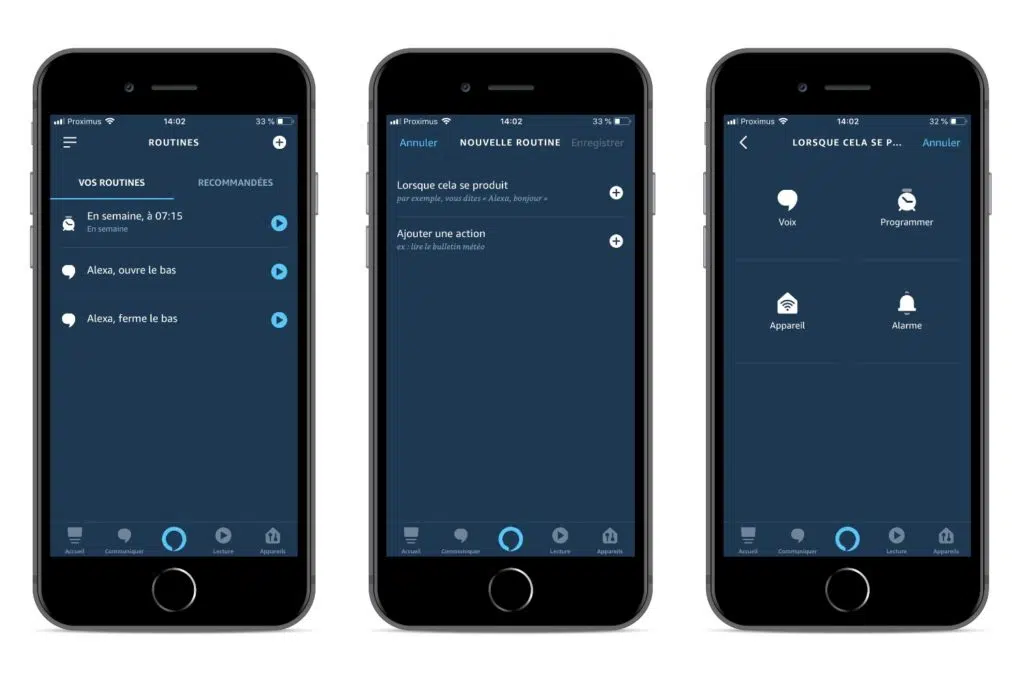 Proximus 14:02 33 %
ROUTINES
VOS ROUTINES RECOMMANDÉES
En semaine, à 07:15
En semaine
Alexa, ouvre le bas
Alexa, ferme le bas
Accueil Communiquer Lecture Appareils
Proximus 14:02 33 %
Annuler NOUVELLE ROUTINE Enregistrer
Lorsque cela se produit
par exemple, vous dites « Alexa, bonjour »
Ajouter une action
ex : lire le bulletin météo
Accueil Communiquer Lecture Appareils
Proximus 14:02 32 %
LORSQUE CELA SE P... Annuler
Voix Programmer
Appareil Alarme
Accueil Communiquer Lecture Appareils